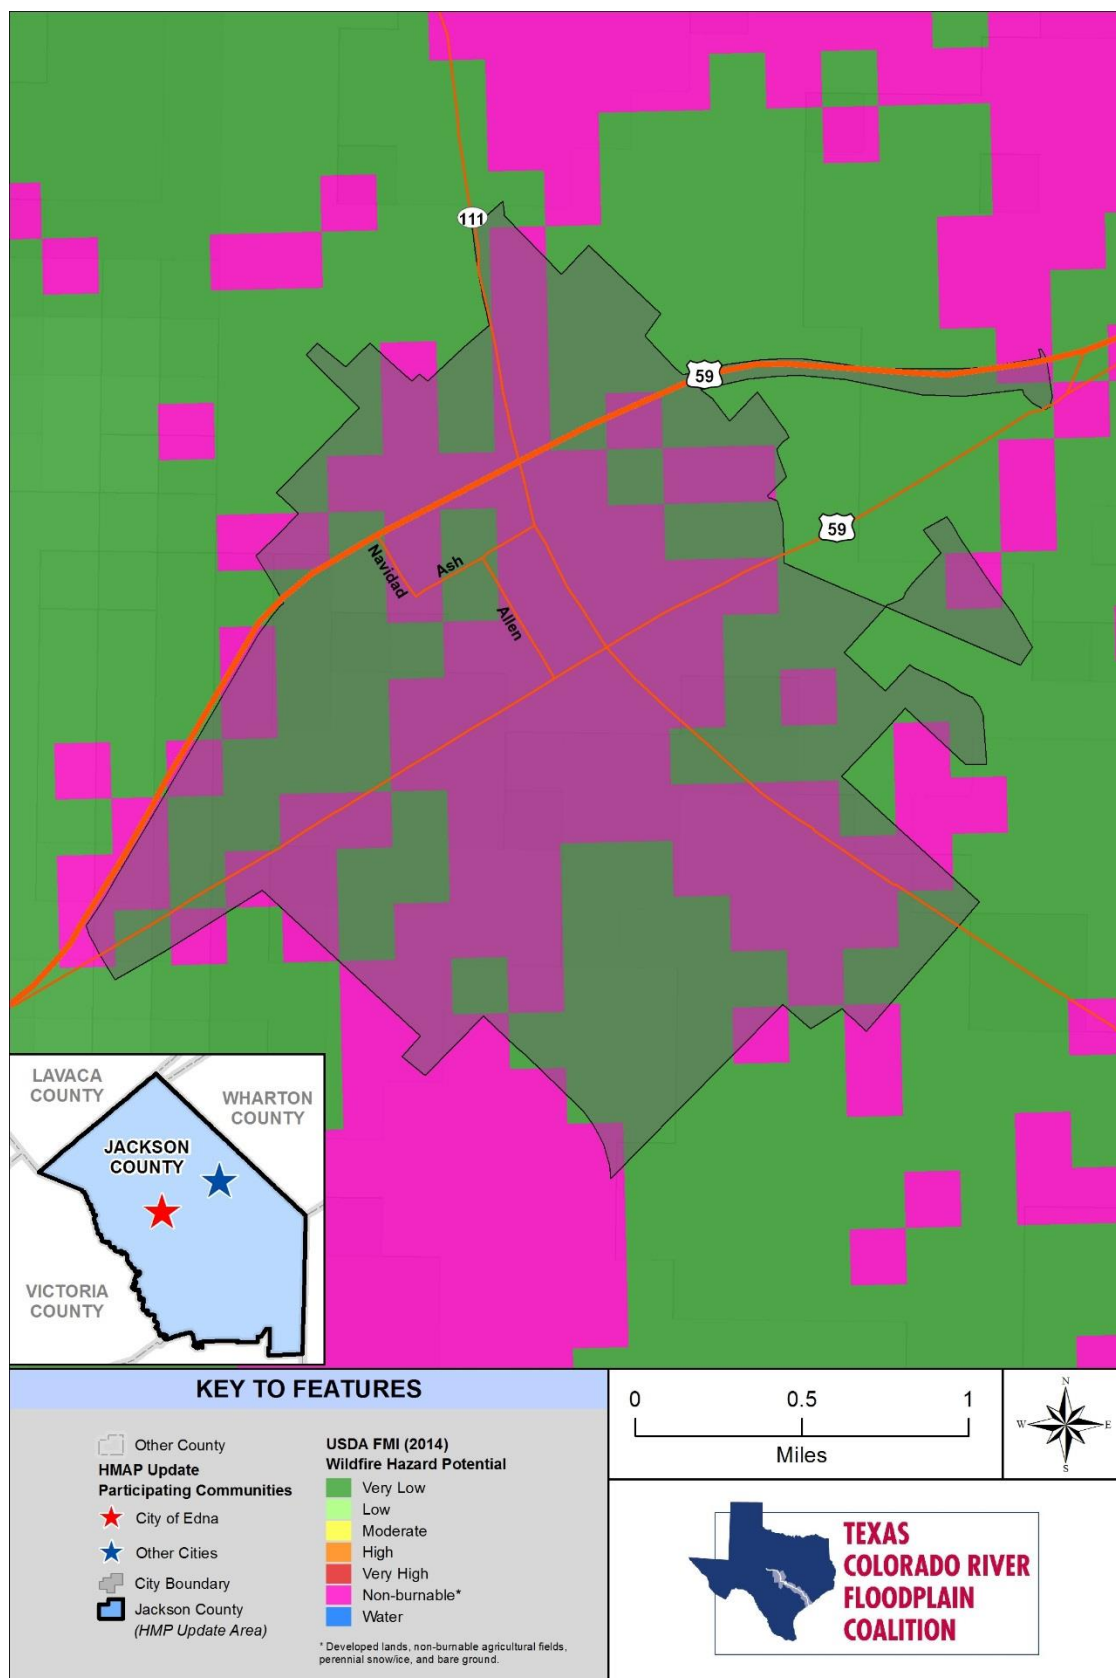 111
59
59
Navidad
Ash
Allen
LAVACA
COUNTY
WHARTON
COUNTY
JACKSON
COUNTY
VICTORIA
COUNTY
KEY TO FEATURES
Other County
HMAP Update
Participating Communities
City of Edna
Other Cities
City Boundary
Jackson County
(HMP Update Area)
USDA FMI (2014)
Wildfire Hazard Potential
Very Low
Low
Moderate
High
Very High
Non-burnable*
Water
* Developed lands, non-burnable agricultural fields,
perennial snow/ice, and bare ground.
0 0.5 1
Miles
N
W E
S
TEXAS
COLORADO RIVER
FLOODPLAIN
COALITION